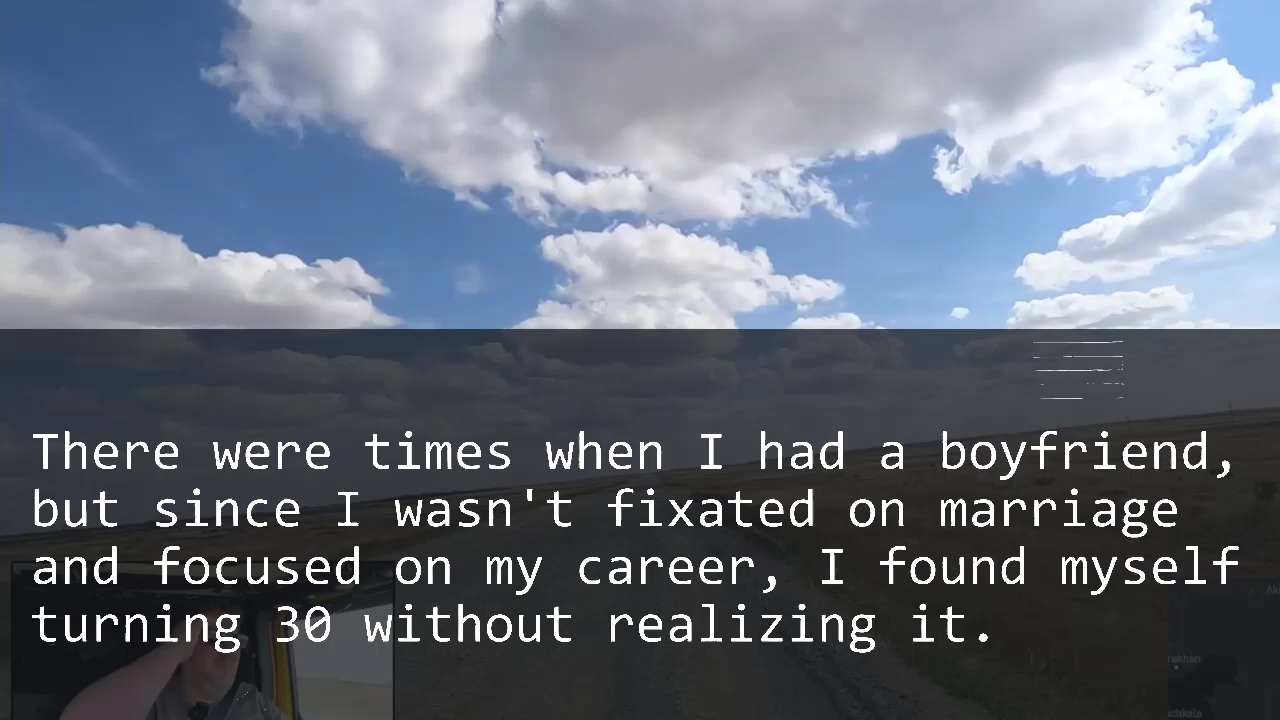 There were times when I had a boyfriend,
but since I wasn't fixated on marriage
and focused on my career, I found myself
turning 30 without realizing it.